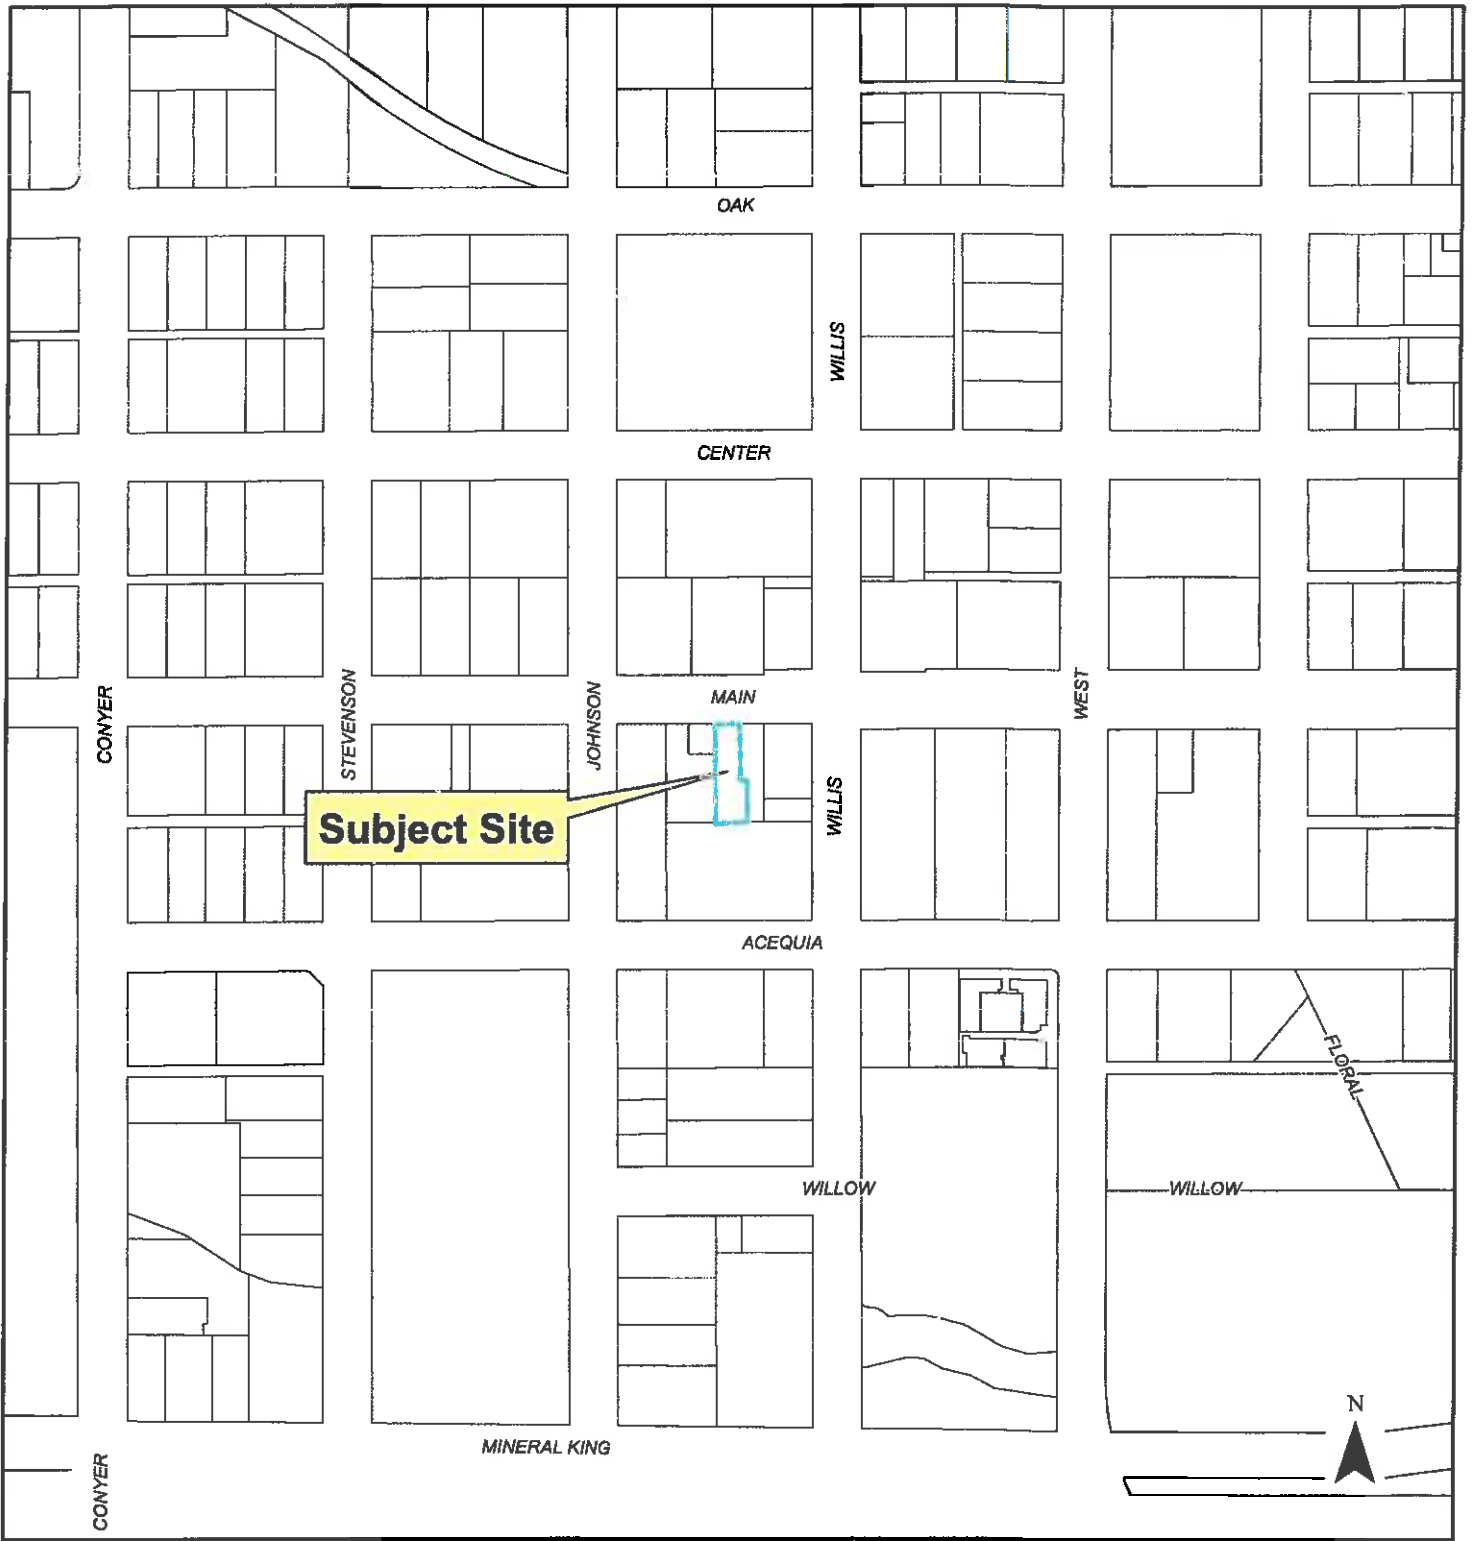 OAK
WILLIS
CENTER
CONYER
STEVENSON
JOHNSON
MAIN
WEST
WILLIS
Subject Site
ACEQUIA
FLORAL
WILLOW
WILLOW
N
MINERAL KING
CONYER